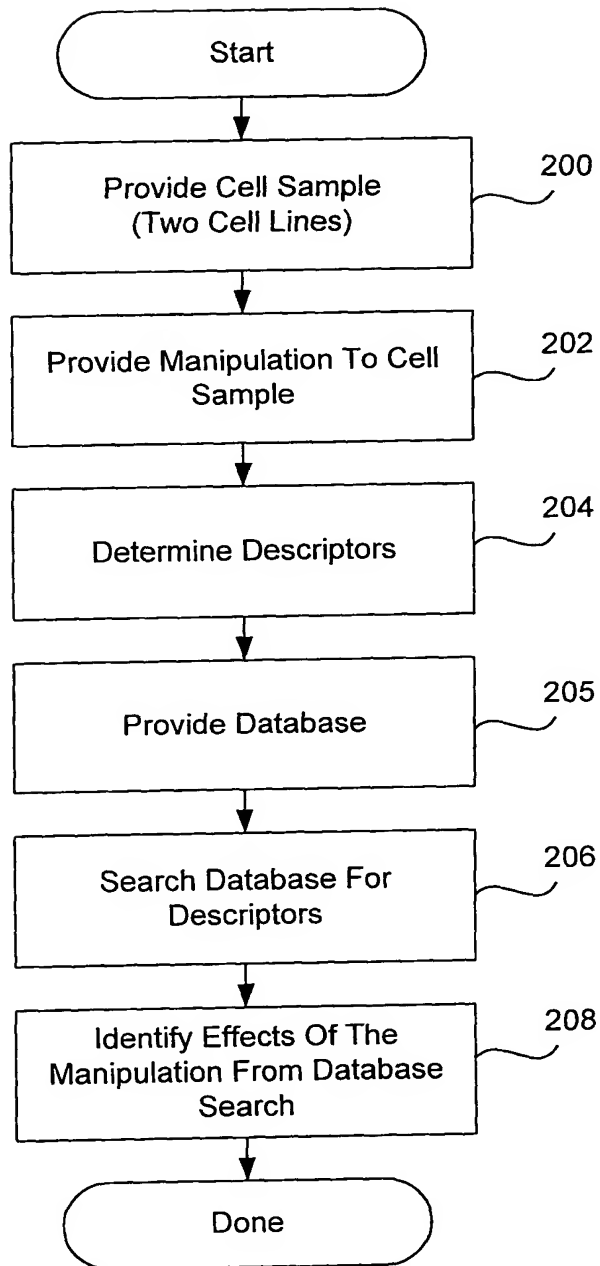 Start
Provide Cell Sample
(Two Cell Lines)
200
Provide Manipulation To Cell
Sample
202
Determine Descriptors
204
Provide Database
205
Search Database For
Descriptors
206
Identify Effects Of The
Manipulation From Database
Search
208
Done